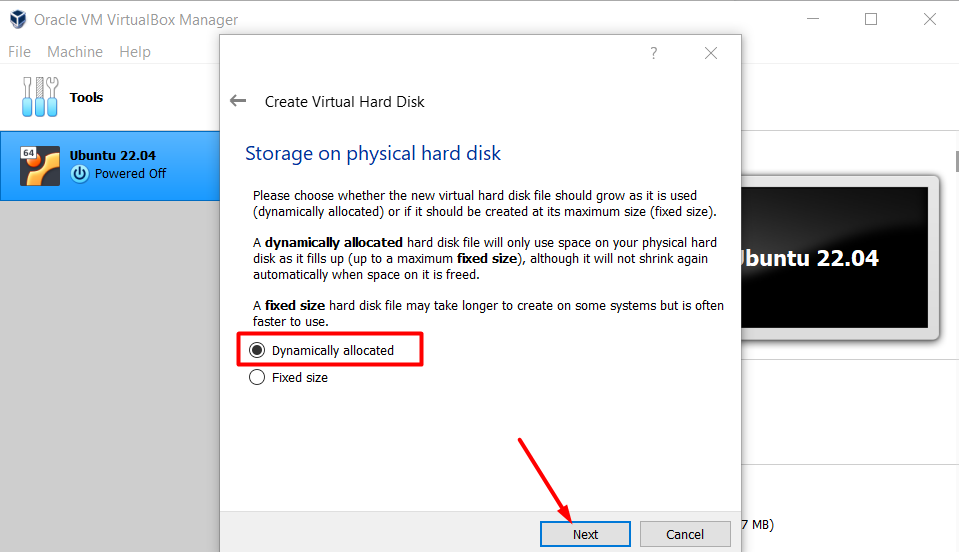 Oracle VM VirtualBox Manager
File Machine Help
?
Tools
Create Virtual Hard Disk
64
Ubuntu 22.04
Powered Off
Storage on physical hard disk
Please choose whether the new virtual hard disk file should grow as it is used
(dynamically allocated) or if it should be created at its maximum size (fixed size).
A dynamically allocated hard disk file will only use space on your physical hard
disk as it fills up (up to a maximum fixed size), although it will not shrink again
automatically when space on it is freed.
A fixed size hard disk file may take longer to create on some systems but is often
faster to use.
Dynamically allocated
Fixed size
Next
Cancel
Ubuntu 22.04
7 MB)